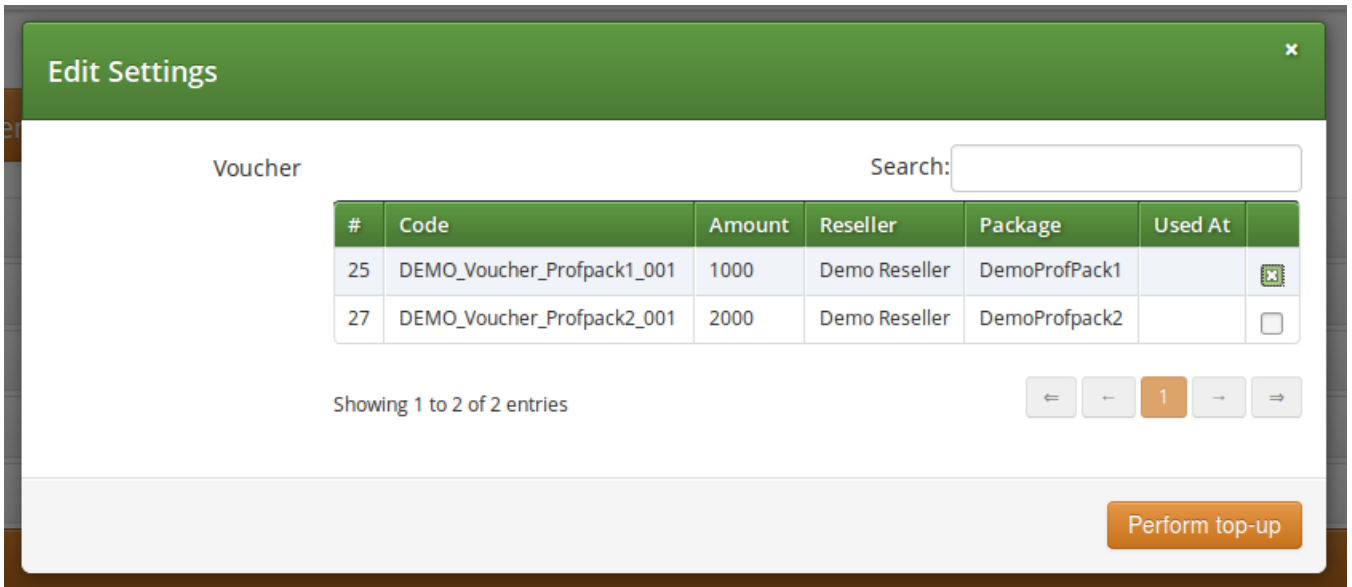 Edit Settings
×
er
Voucher
Search:
# Code Amount Reseller Package Used At
25 DEMO_Voucher_Profpack1_001 1000 Demo Reseller DemoProfPack1
27 DEMO_Voucher_Profpack2_001 2000 Demo Reseller DemoProfpack2
Showing 1 to 2 of 2 entries
⇐ ← 1 → ⇒
Perform top-up